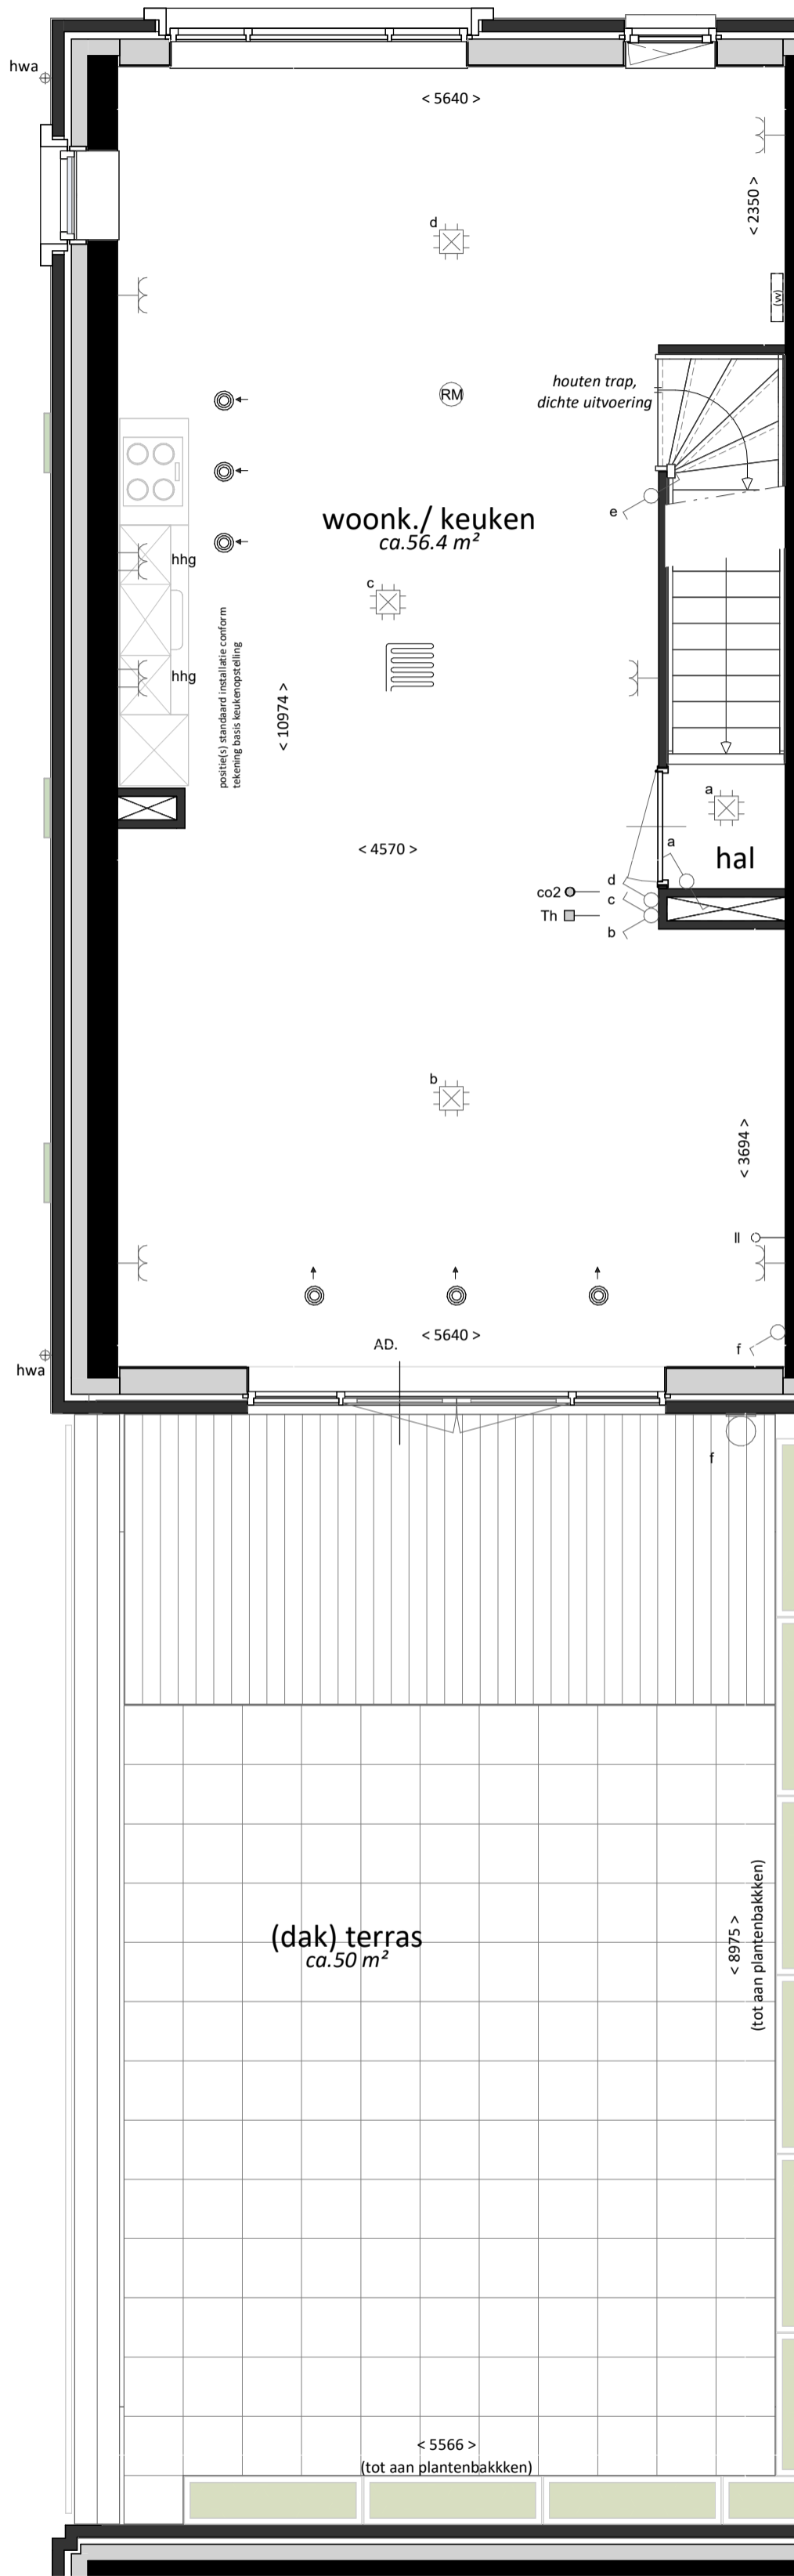 hwa
< 5640 >
< 2350 >
d
(W)
houten trap,
dichte uitvoering
RM
e
woonk./ keuken
ca.56.4 m²
hhg
c
hhg
positie(s) standaard installatie conform
tekening basis keukenopstelling
< 10974 >
a
a
hal
< 4570 >
d
co2
c
Th
b
b
< 3694 >
II
< 5640 >
AD.
f
hwa
f
(dak) terras
ca.50 m²
< 8975 >
(tot aan plantenbakkken)
< 5566 >
(tot aan plantenbakkken)